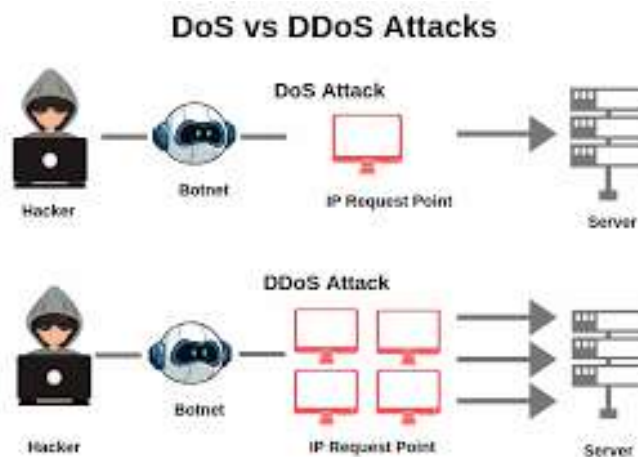 DoS vs DDoS Attacks
DoS Attack
Botnet
IP Request Point
Hacker
Server
DDoS Attack
Botnet
Hacker
IP Request Point
Server